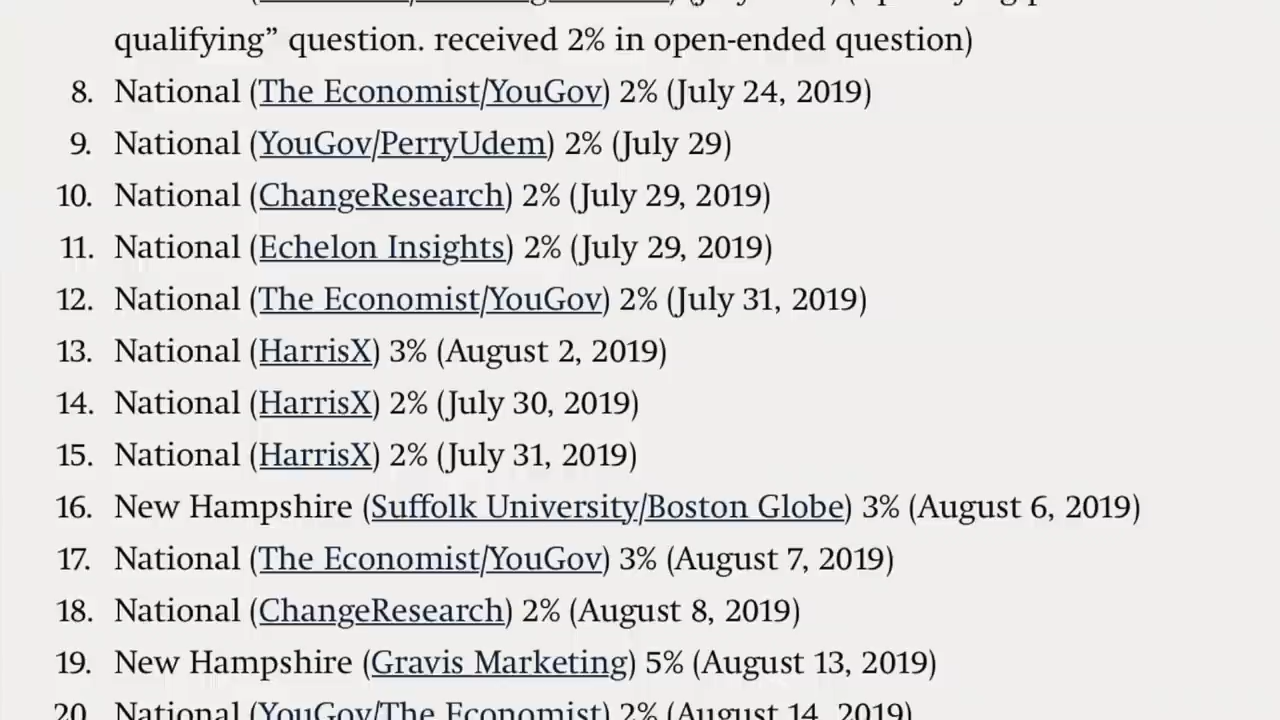 qualifying” question. received 2% in open-ended question)
8. National (The Economist/YouGov) 2% (July 24, 2019)
9. National (YouGov/PerryUdem) 2% (July 29)
10. National (ChangeResearch) 2% (July 29, 2019)
11. National (Echelon Insights) 2% (July 29, 2019)
12. National (The Economist/YouGov) 2% (July 31, 2019)
13. National (HarrisX) 3% (August 2, 2019)
14. National (HarrisX) 2% (July 30, 2019)
15. National (HarrisX) 2% (July 31, 2019)
16. New Hampshire (Suffolk University/Boston Globe) 3% (August 6, 2019)
17. National (The Economist/YouGov) 3% (August 7, 2019)
18. National (ChangeResearch) 2% (August 8, 2019)
19. New Hampshire (Gravis Marketing) 5% (August 13, 2019)
20. National (YouGov/The Economist) 2% (August 14, 2019)